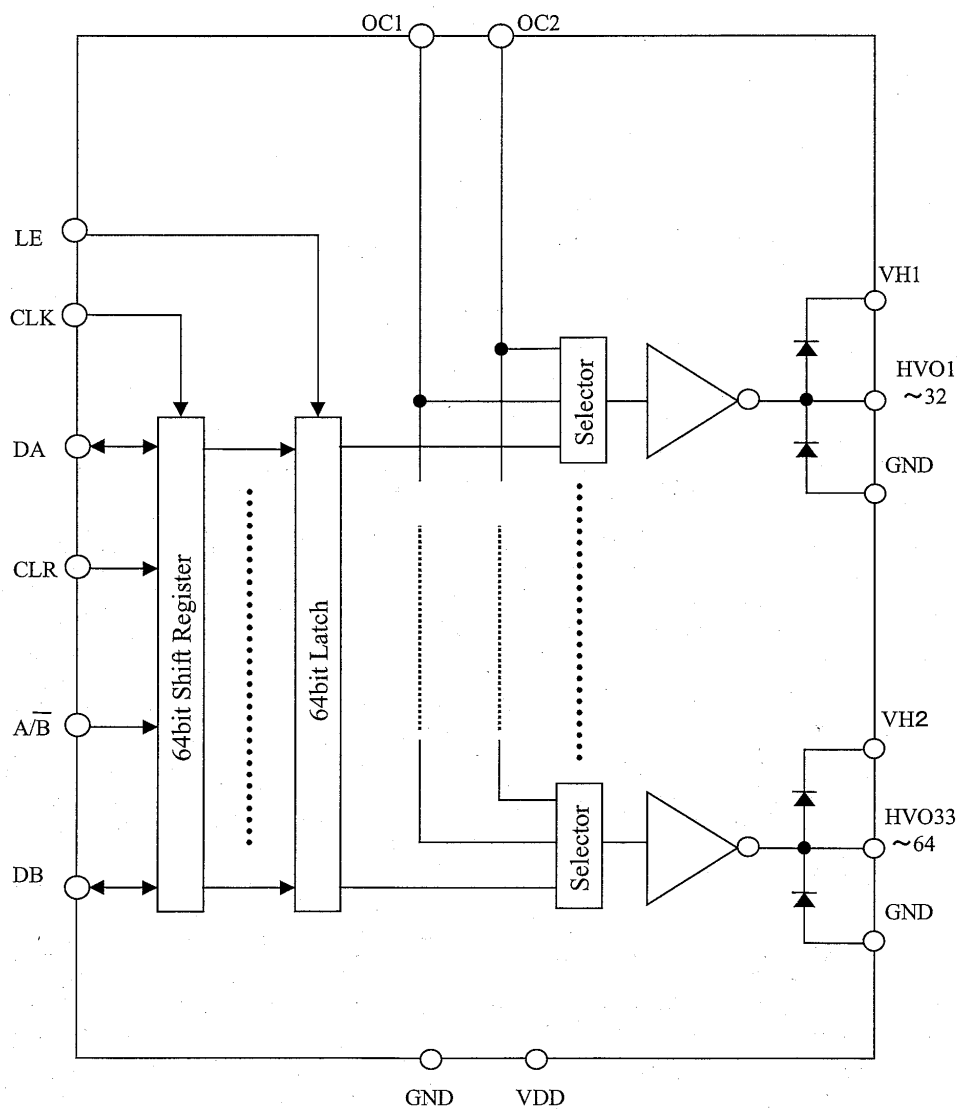 OC1
OC2
LE
CLK
DA
CLR
A/B̅
DB
64bit Shift Register
64bit Latch
Selector
Selector
VH1
HVO1
~32
GND
VH2
HVO33
~64
GND
GND
VDD